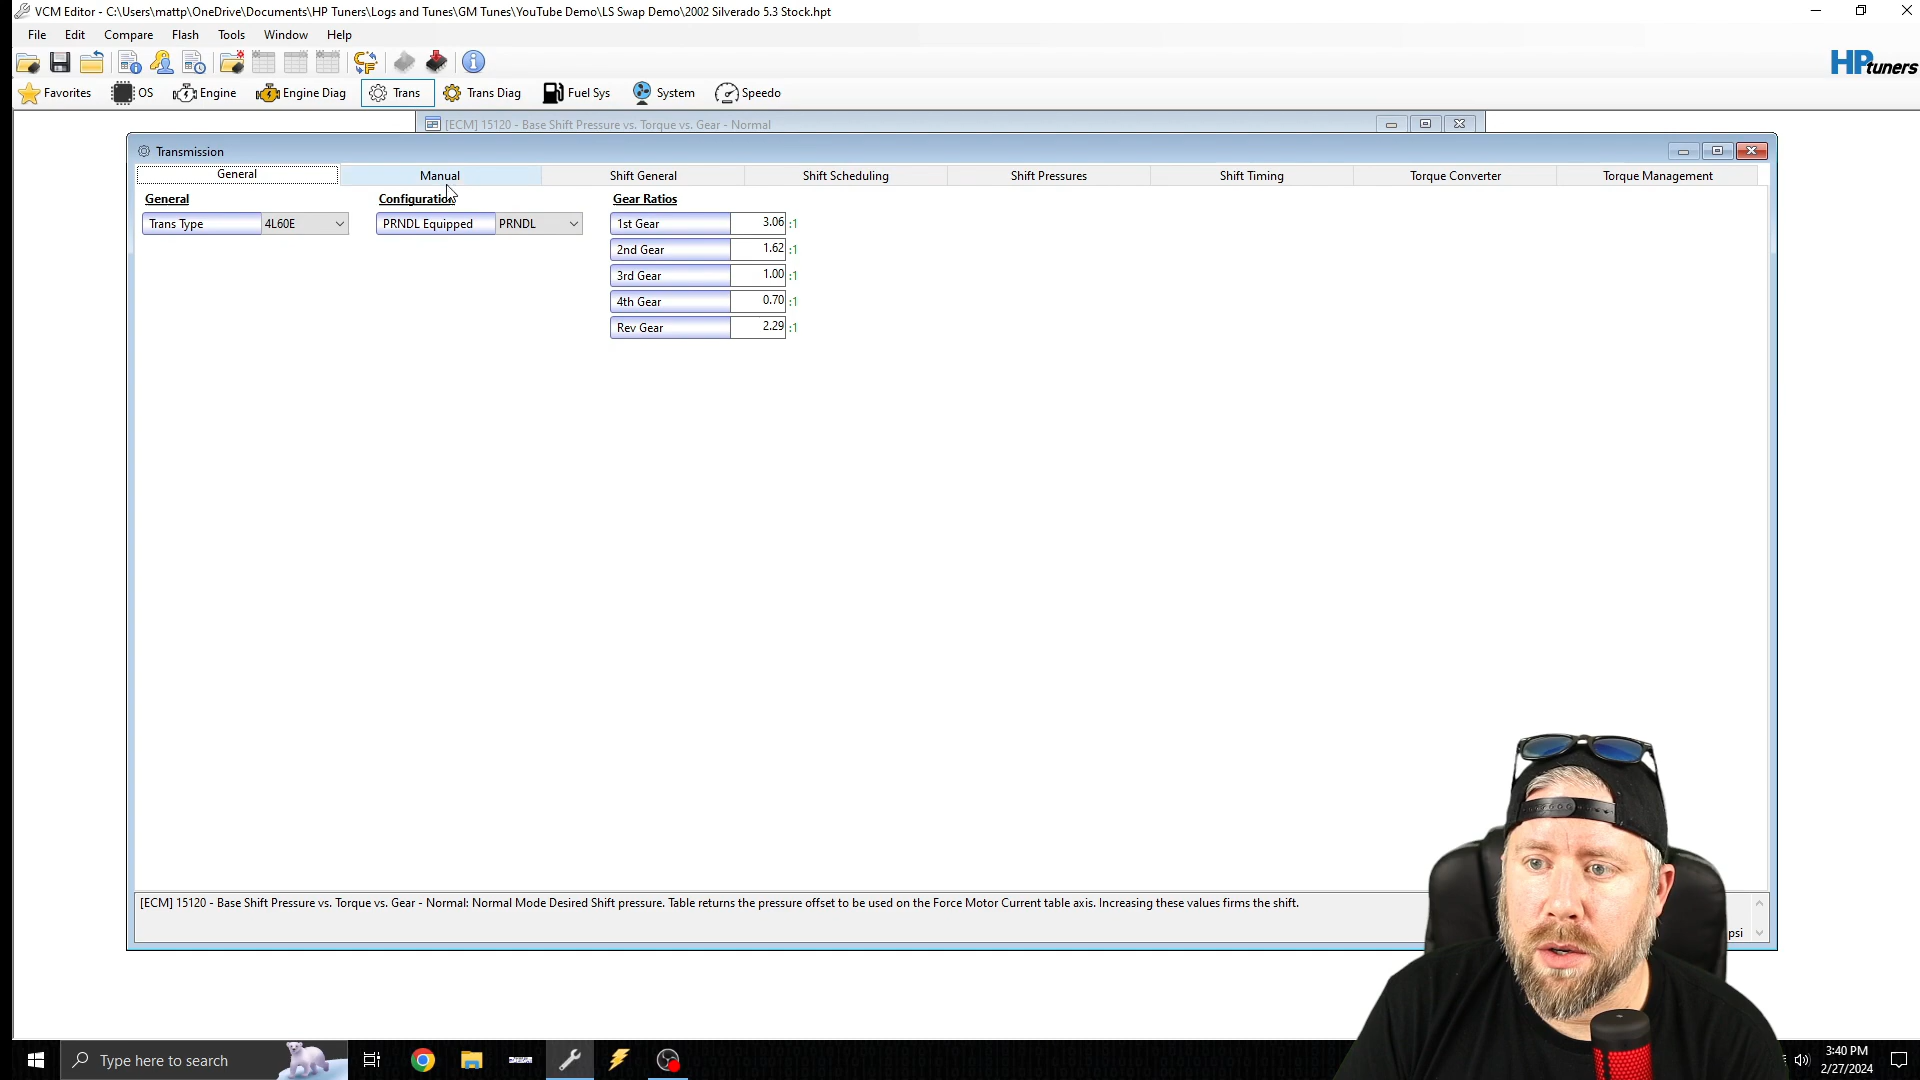 VCM Editor - C:\Users\mattp\OneDrive\Documents\HP Tuners\Logs and Tunes\GM Tunes\YouTube Demo\LS Swap Demo\2002 Silverado 5.3 Stock.hpt
File Edit Compare Flash Tools Window Help
HP tuners
Favorites OS Engine Engine Diag Trans Trans Diag Fuel Sys System Speedo
[ECM] 15120 - Base Shift Pressure vs. Torque vs. Gear - Normal
Transmission
General Manual Shift General Shift Scheduling Shift Pressures Shift Timing Torque Converter Torque Management
General Configuration Gear Ratios
Trans Type 4L60E PRNDL Equipped PRNDL 1st Gear 3.06 :1
2nd Gear 1.62 :1
3rd Gear 1.00 :1
4th Gear 0.70 :1
Rev Gear 2.29 :1
[ECM] 15120 - Base Shift Pressure vs. Torque vs. Gear - Normal: Normal Mode Desired Shift pressure. Table returns the pressure offset to be used on the Force Motor Current table axis. Increasing these values firms the shift.
psi
Type here to search
3:40 PM
2/27/2024